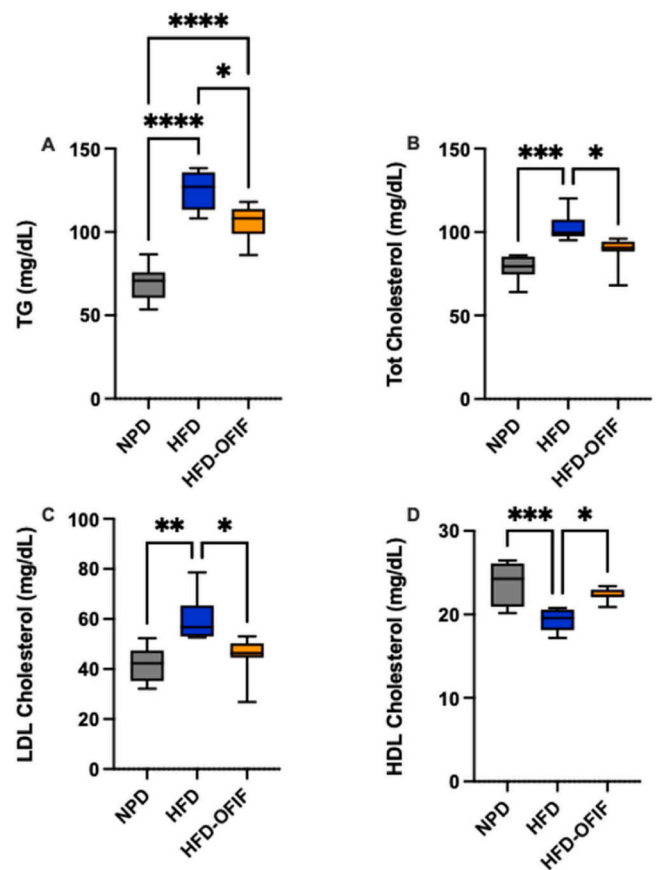 ****
*
****
A
150
100
50
0
TG (mg/dL)
NPD
HFD
HFD-OFIF
B
*** *
150
100
50
0
Tot Cholesterol (mg/dL)
NPD
HFD
HFD-OFIF
C
** *
100
80
60
40
20
0
LDL Cholesterol (mg/dL)
NPD
HFD
HFD-OFIF
D
*** *
30
20
10
0
HDL Cholesterol (mg/dL)
NPD
HFD
HFD-OFIF